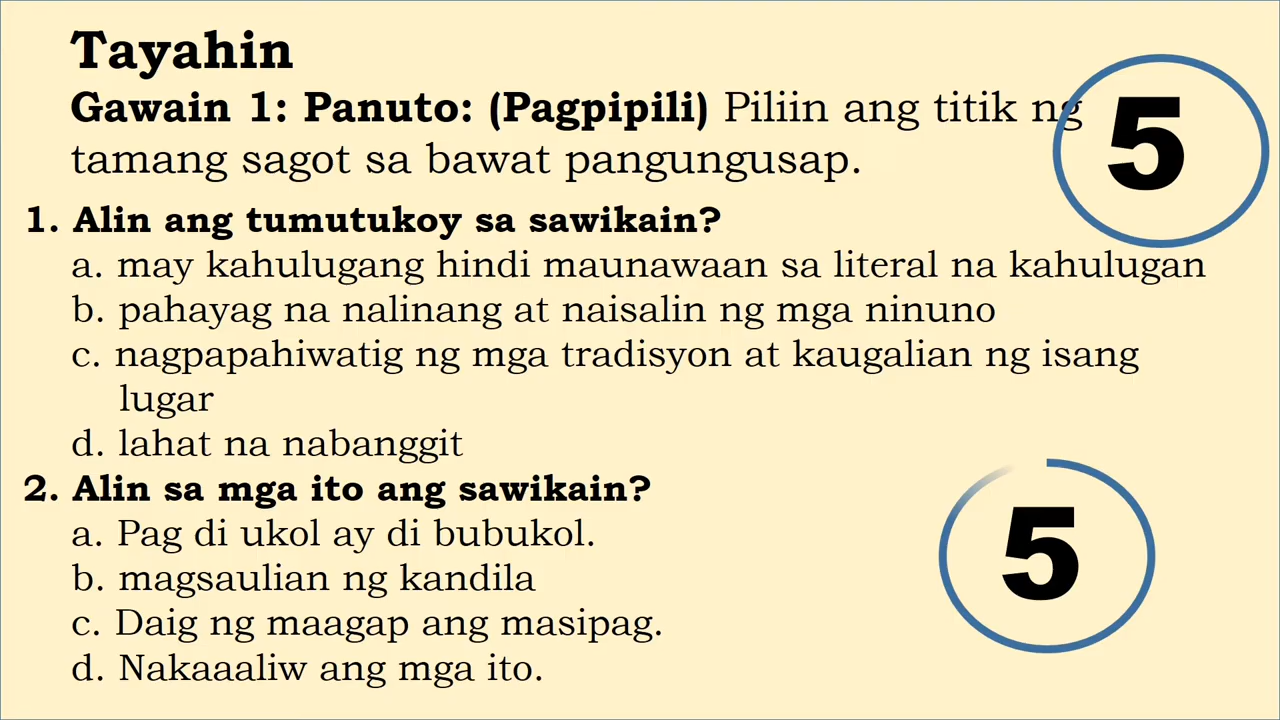 Tayahin
Gawain 1: Panuto: (Pagpipili) Piliin ang titik ng
tamang sagot sa bawat pangungusap.
5
1. Alin ang tumutukoy sa sawikain?
a. may kahulugang hindi maunawaan sa literal na kahulugan
b. pahayag na nalinang at naisalin ng mga ninuno
c. nagpapahiwatig ng mga tradisyon at kaugalian ng isang
lugar
d. lahat na nabanggit
2. Alin sa mga ito ang sawikain?
a. Pag di ukol ay di bubukol.
b. magsaulian ng kandila
c. Daig ng maagap ang masipag.
d. Nakaaaliw ang mga ito.
5